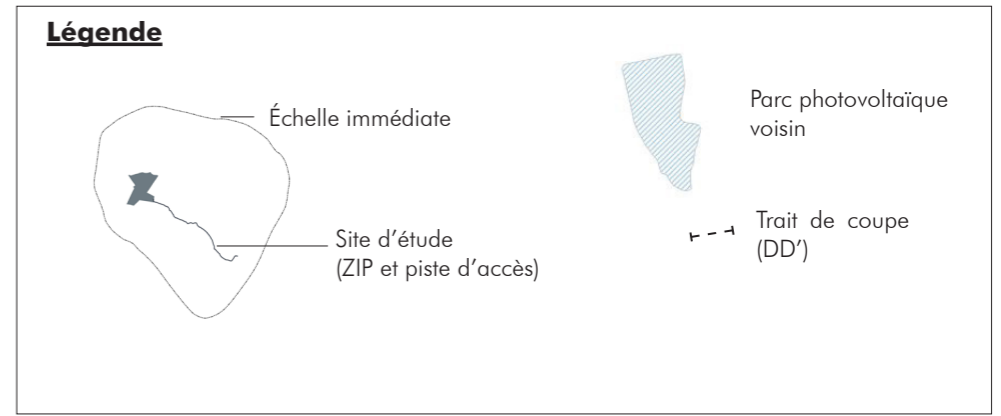 Légende
Échelle immédiate
Site d'étude
(ZIP et piste d'accès)
Parc photovoltaïque
voisin
Trait de coupe
(DD')